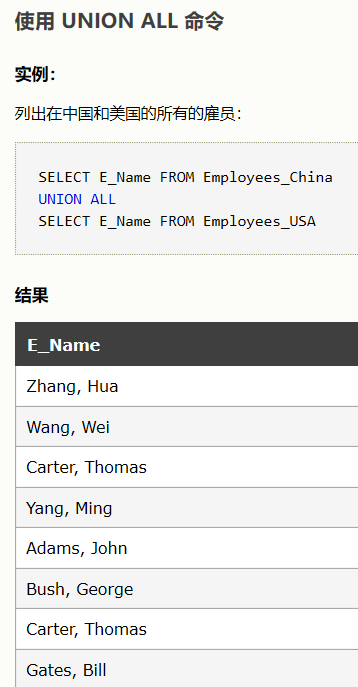 使用 UNION ALL 命令
实例：
列出在中国和美国的所有的雇员：
SELECT E_Name FROM Employees_China
UNION ALL
SELECT E_Name FROM Employees_USA
结果
E_Name
Zhang, Hua
Wang, Wei
Carter, Thomas
Yang, Ming
Adams, John
Bush, George
Carter, Thomas
Gates, Bill